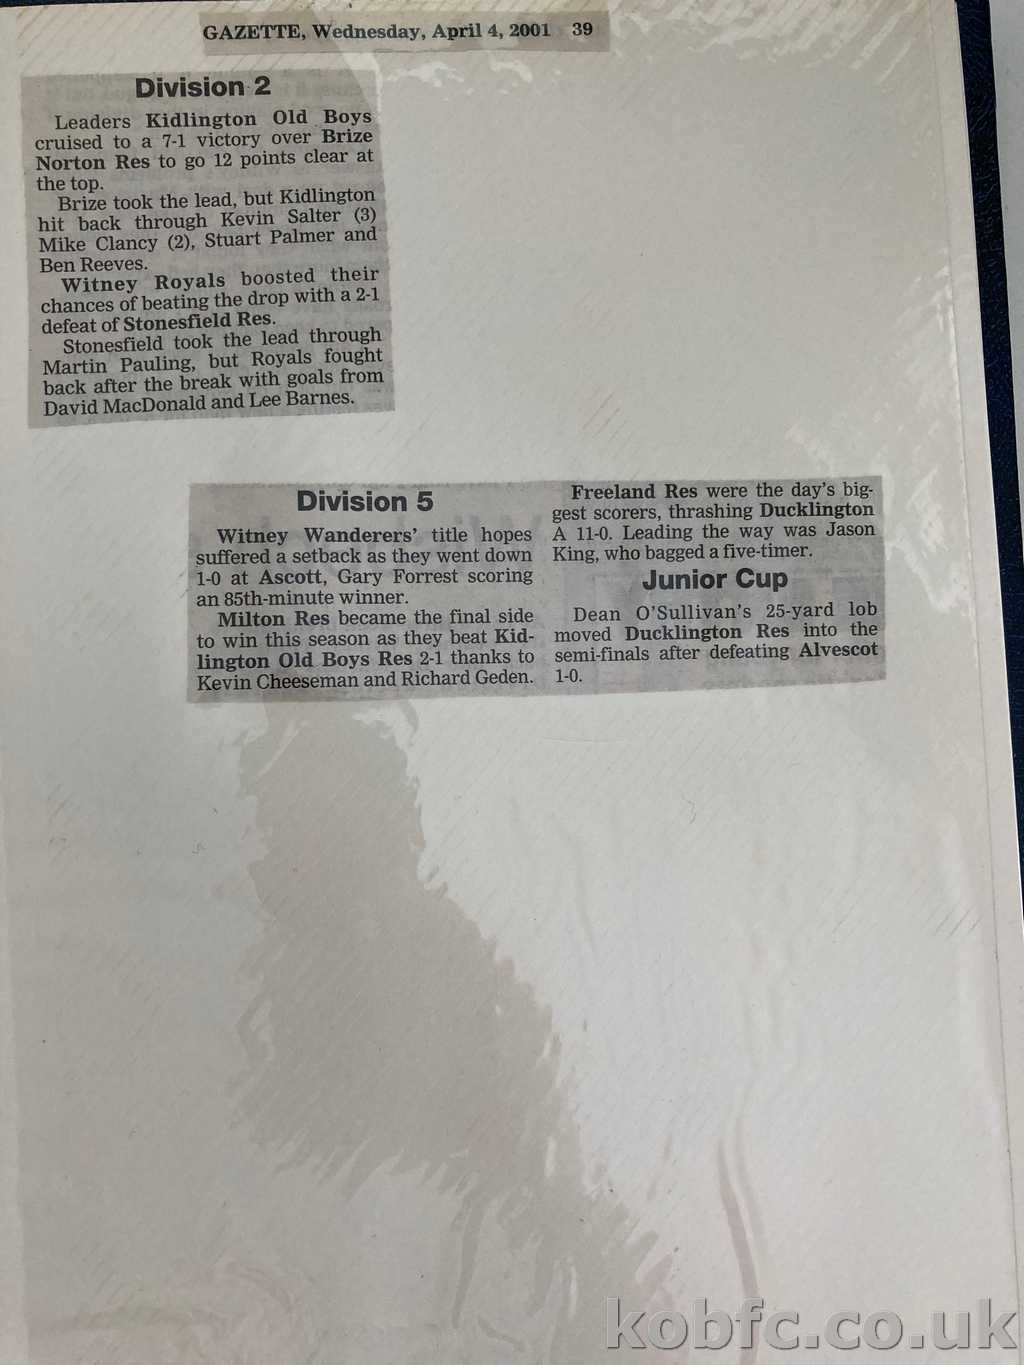 GAZETTE, Wednesday, April 4, 2001 39
Division 2
Leaders Kidlington Old Boys
cruised to a 7-1 victory over Brize
Norton Res to go 12 points clear at
the top.
Brize took the lead, but Kidlington
hit back through Kevin Salter (3)
Mike Clancy (2), Stuart Palmer and
Ben Reeves.
Witney Royals boosted their
chances of beating the drop with a 2-1
defeat of Stonesfield Res.
Stonesfield took the lead through
Martin Pauling, but Royals fought
back after the break with goals from
David MacDonald and Lee Barnes.
Division 5
Witney Wanderers' title hopes
suffered a setback as they went down
1-0 at Ascott, Gary Forrest scoring
an 85th-minute winner.
Milton Res became the final side
to win this season as they beat Kid-
lington Old Boys Res 2-1 thanks to
Kevin Cheeseman and Richard Geden.
Freeland Res were the day's big-
gest scorers, thrashing Ducklington
A 11-0. Leading the way was Jason
King, who bagged a five-timer.
Junior Cup
Dean O'Sullivan's 25-yard lob
moved Ducklington Res into the
semi-finals after defeating Alvescot
1-0.
kobfc.co.uk